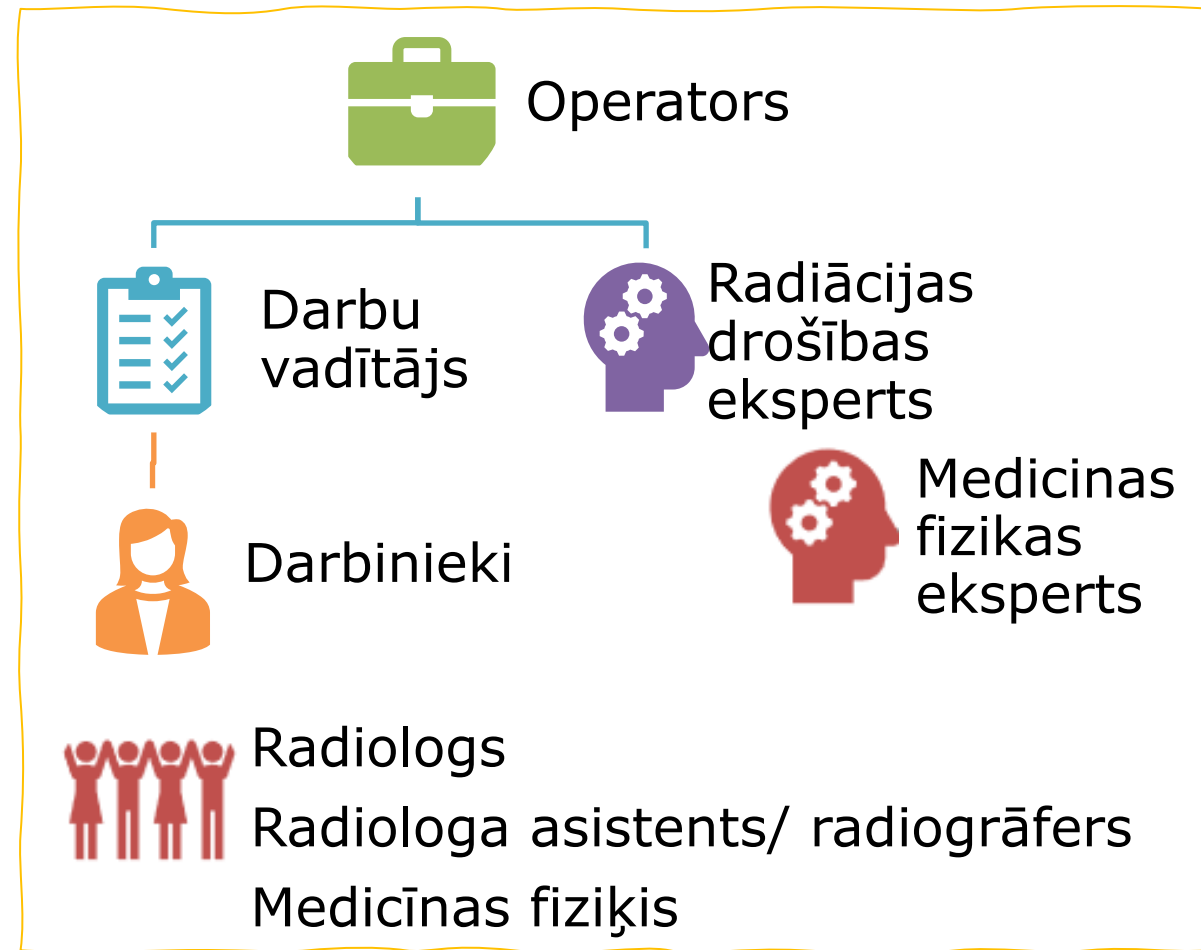 Operators
Darbu
vadītājs
Radiācijas
drošības
eksperts
Medicinas
fizikas
eksperts
Darbinieki
Radiologs
Radiologa asistents/ radiogrāfers
Medicīnas fiziķis